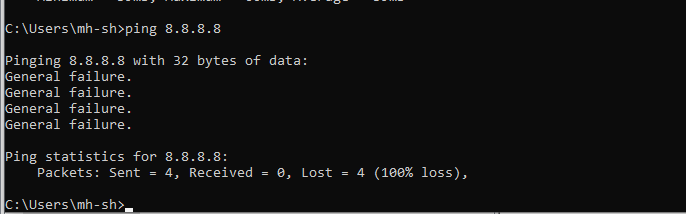 C:\Users\mh-sh>ping 8.8.8.8
Pinging 8.8.8.8 with 32 bytes of data:
General failure.
General failure.
General failure.
General failure.
Ping statistics for 8.8.8.8:
    Packets: Sent = 4, Received = 0, Lost = 4 (100% loss),
C:\Users\mh-sh>